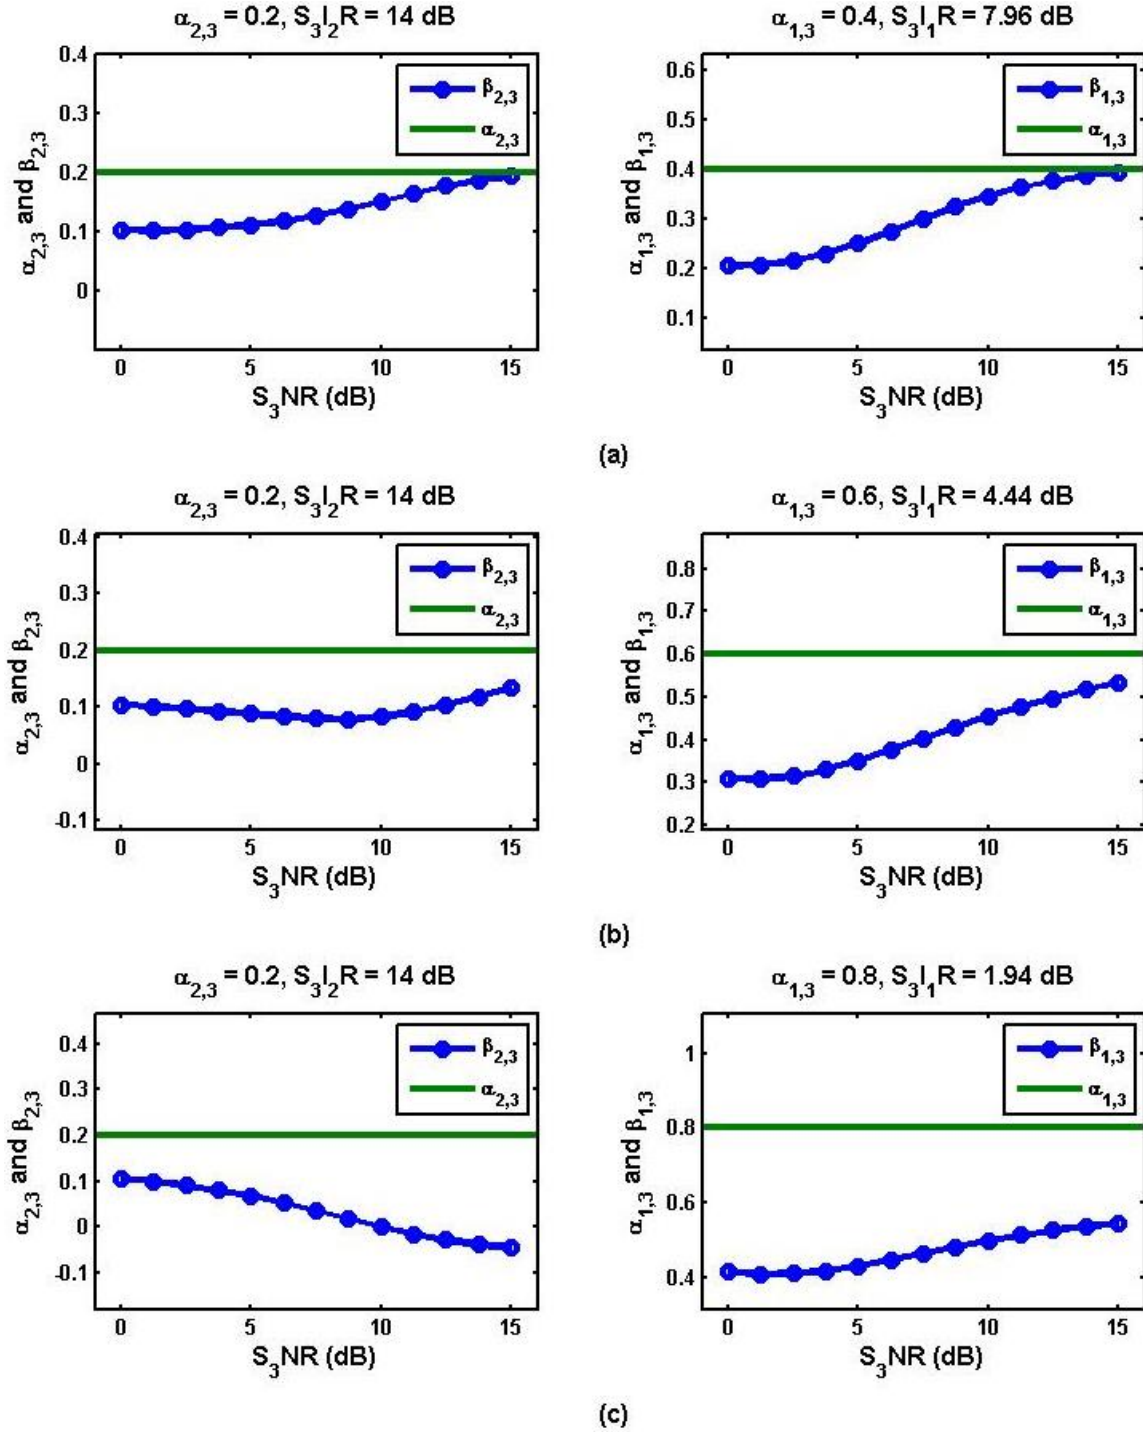 α2,3 = 0.2, S3I2R = 14 dB
α2,3 and β2,3
0.4
0.3
0.2
0.1
0
β2,3
α2,3
0 5 10 15
S3NR (dB)
α1,3 = 0.4, S3I1R = 7.96 dB
α1,3 and β1,3
0.6
0.5
0.4
0.3
0.2
0.1
β1,3
α1,3
0 5 10 15
S3NR (dB)
(a)
α2,3 = 0.2, S3I2R = 14 dB
α2,3 and β2,3
0.4
0.3
0.2
0.1
0
-0.1
β2,3
α2,3
0 5 10 15
S3NR (dB)
α1,3 = 0.6, S3I1R = 4.44 dB
α1,3 and β1,3
0.8
0.7
0.6
0.5
0.4
0.3
0.2
β1,3
α1,3
0 5 10 15
S3NR (dB)
(b)
α2,3 = 0.2, S3I2R = 14 dB
α2,3 and β2,3
0.4
0.3
0.2
0.1
0
-0.1
β2,3
α2,3
0 5 10 15
S3NR (dB)
α1,3 = 0.8, S3I1R = 1.94 dB
α1,3 and β1,3
1
0.8
0.6
0.4
β1,3
α1,3
0 5 10 15
S3NR (dB)
(c)